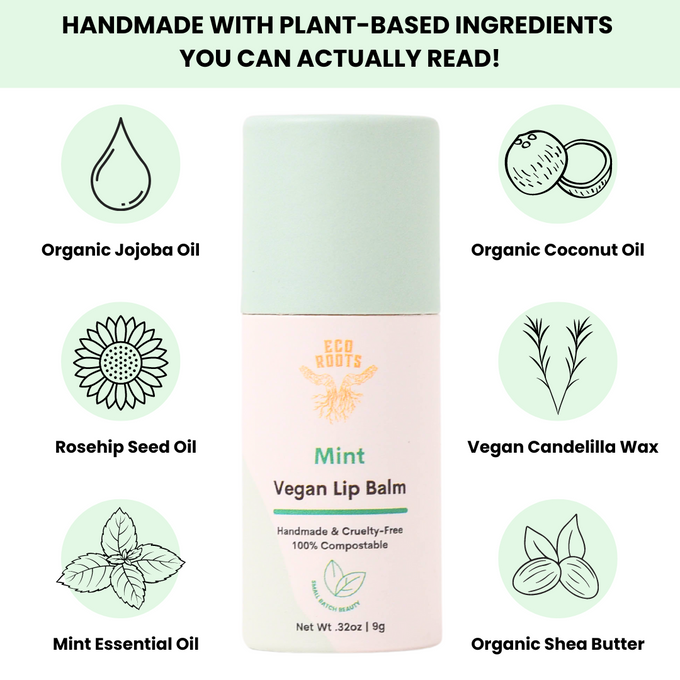 HANDMADE WITH PLANT-BASED INGREDIENTS
YOU CAN ACTUALLY READ!
Organic Jojoba Oil
Organic Coconut Oil
Rosehip Seed Oil
Vegan Candelilla Wax
Mint Essential Oil
Organic Shea Butter
ECO
ROOTS
Mint
Vegan Lip Balm
Handmade & Cruelty-Free
100% Compostable
SMALL BATCH BEAUTY
Net Wt .32oz | 9g